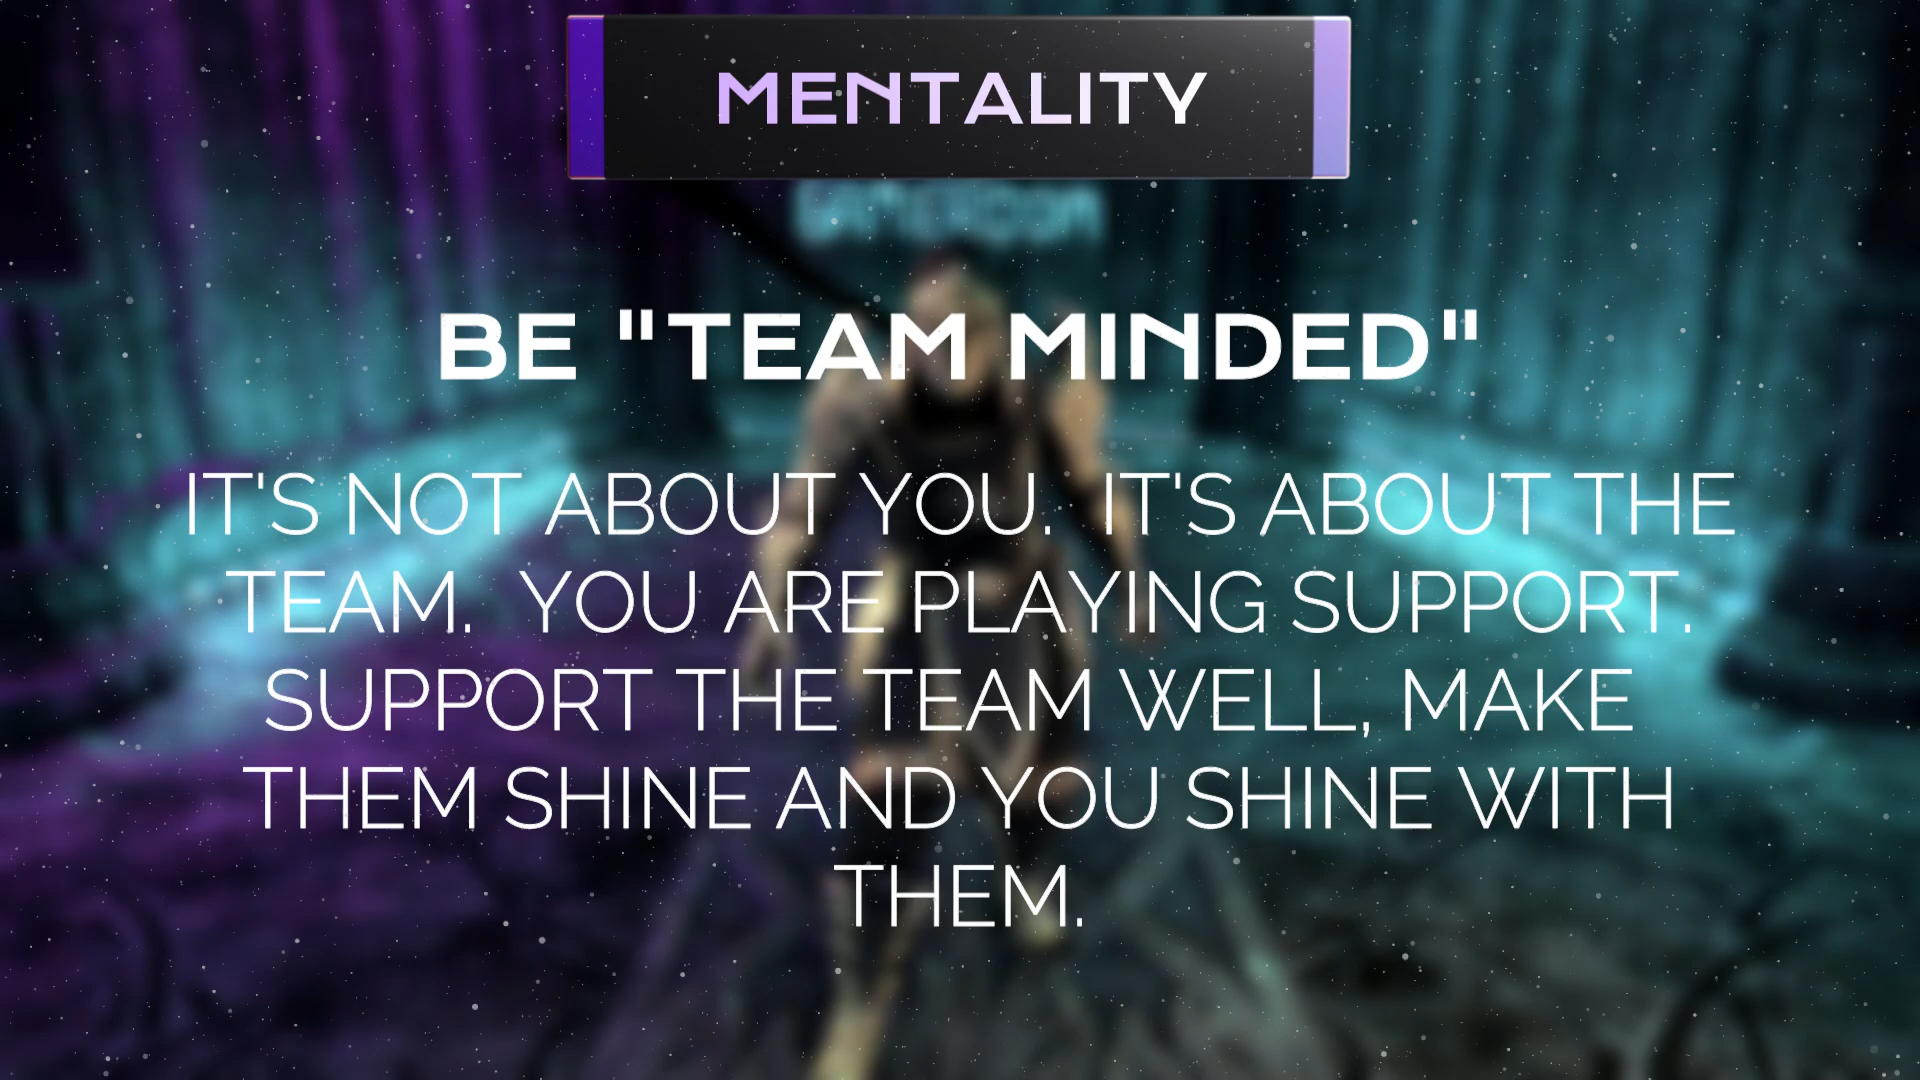 MENTALITY
BE "TEAM MINDED"
IT'S NOT ABOUT YOU. IT'S ABOUT THE
TEAM. YOU ARE PLAYING SUPPORT.
SUPPORT THE TEAM WELL, MAKE
THEM SHINE AND YOU SHINE WITH
THEM.